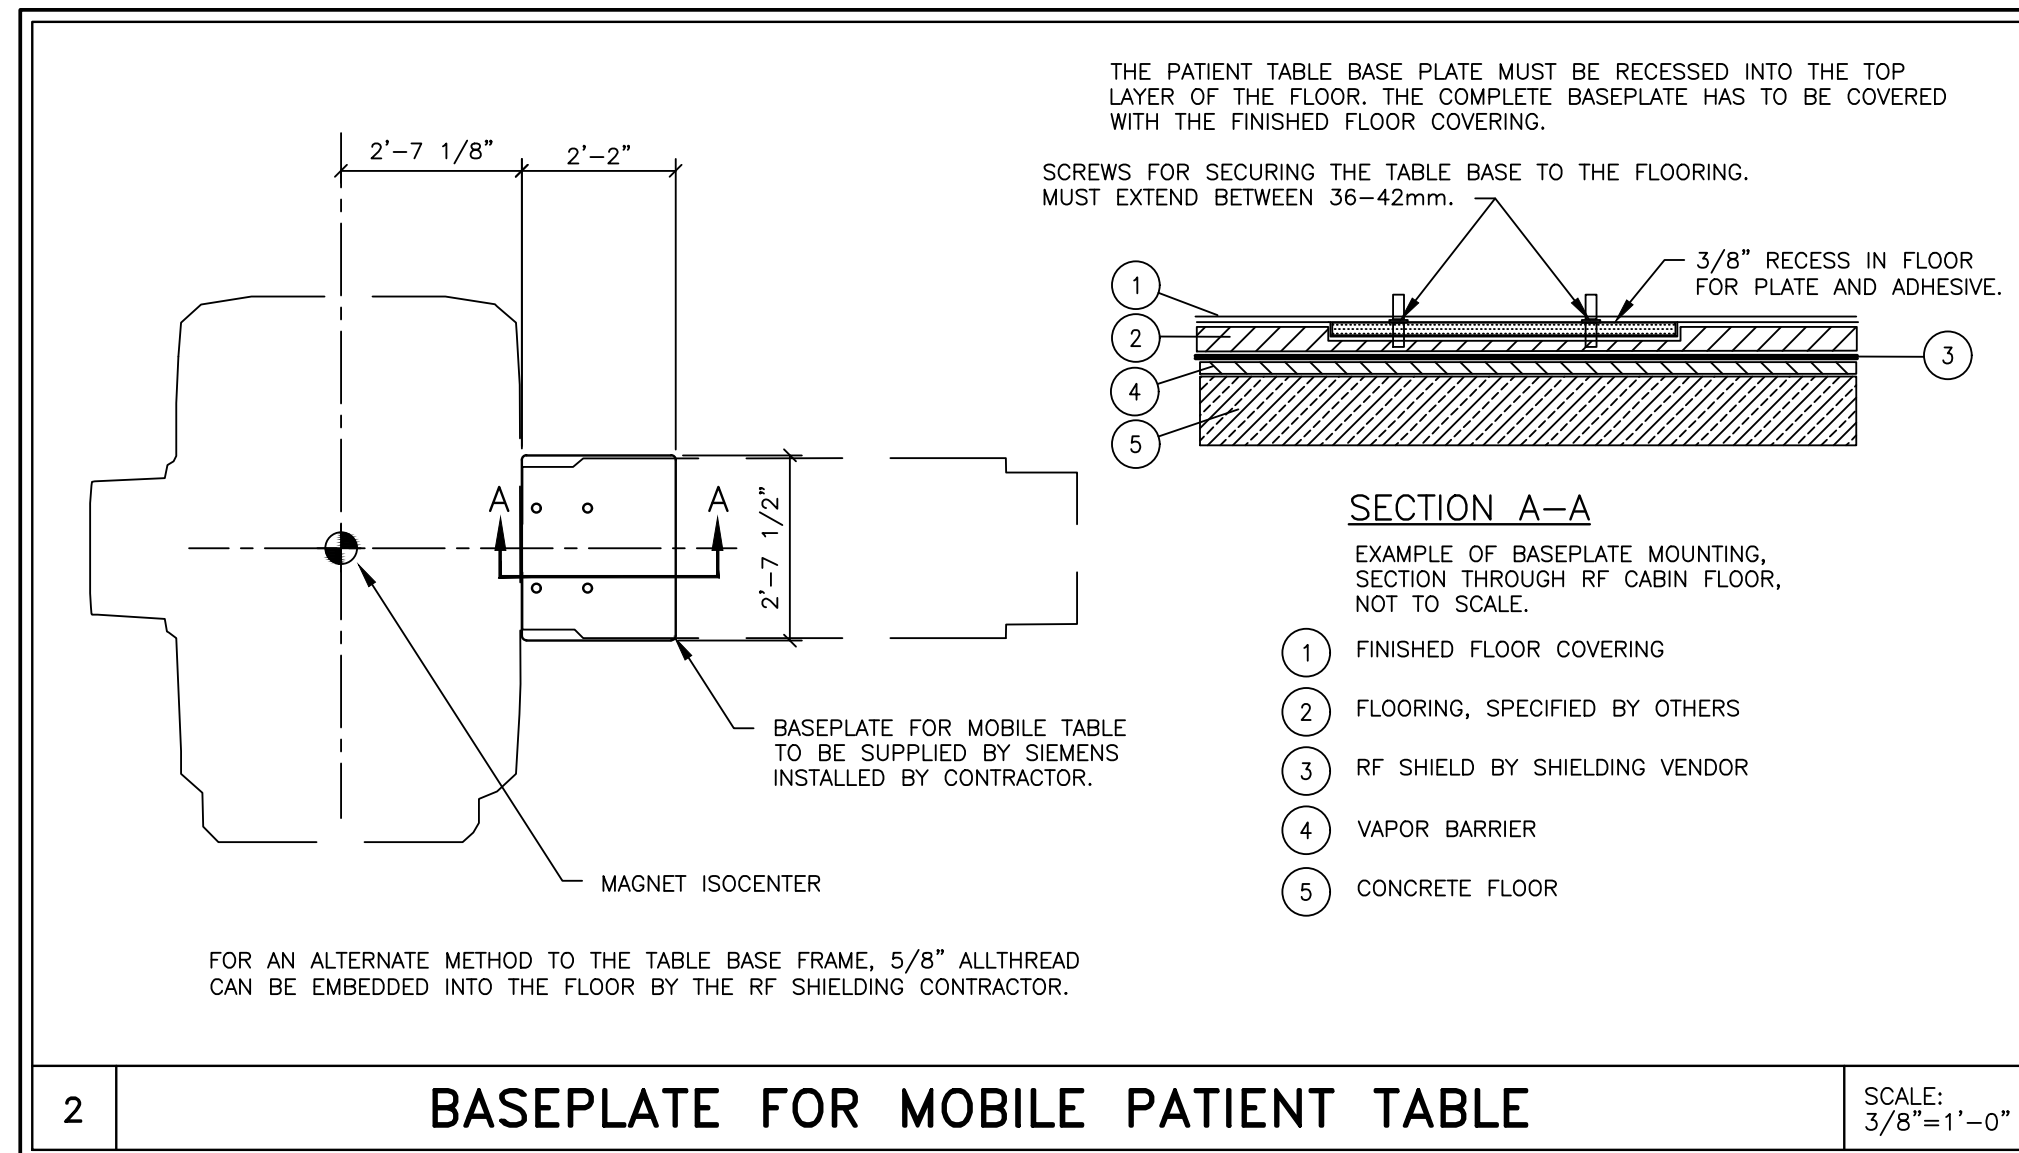 THE PATIENT TABLE BASE PLATE MUST BE RECESSED INTO THE TOP
LAYER OF THE FLOOR. THE COMPLETE BASEPLATE HAS TO BE COVERED
WITH THE FINISHED FLOOR COVERING.
2'-7 1/8"
2'-2"
SCREWS FOR SECURING THE TABLE BASE TO THE FLOORING.
MUST EXTEND BETWEEN 36-42mm.
3/8" RECESS IN FLOOR
FOR PLATE AND ADHESIVE.
1
2
3
4
5
A
A
2'-7 1/2"
SECTION A-A
EXAMPLE OF BASEPLATE MOUNTING,
SECTION THROUGH RF CABIN FLOOR,
NOT TO SCALE.
1 FINISHED FLOOR COVERING
2 FLOORING, SPECIFIED BY OTHERS
3 RF SHIELD BY SHIELDING VENDOR
4 VAPOR BARRIER
5 CONCRETE FLOOR
BASEPLATE FOR MOBILE TABLE
TO BE SUPPLIED BY SIEMENS
INSTALLED BY CONTRACTOR.
MAGNET ISOCENTER
FOR AN ALTERNATE METHOD TO THE TABLE BASE FRAME, 5/8" ALLTHREAD
CAN BE EMBEDDED INTO THE FLOOR BY THE RF SHIELDING CONTRACTOR.
2
BASEPLATE FOR MOBILE PATIENT TABLE
SCALE:
3/8"=1'-0"